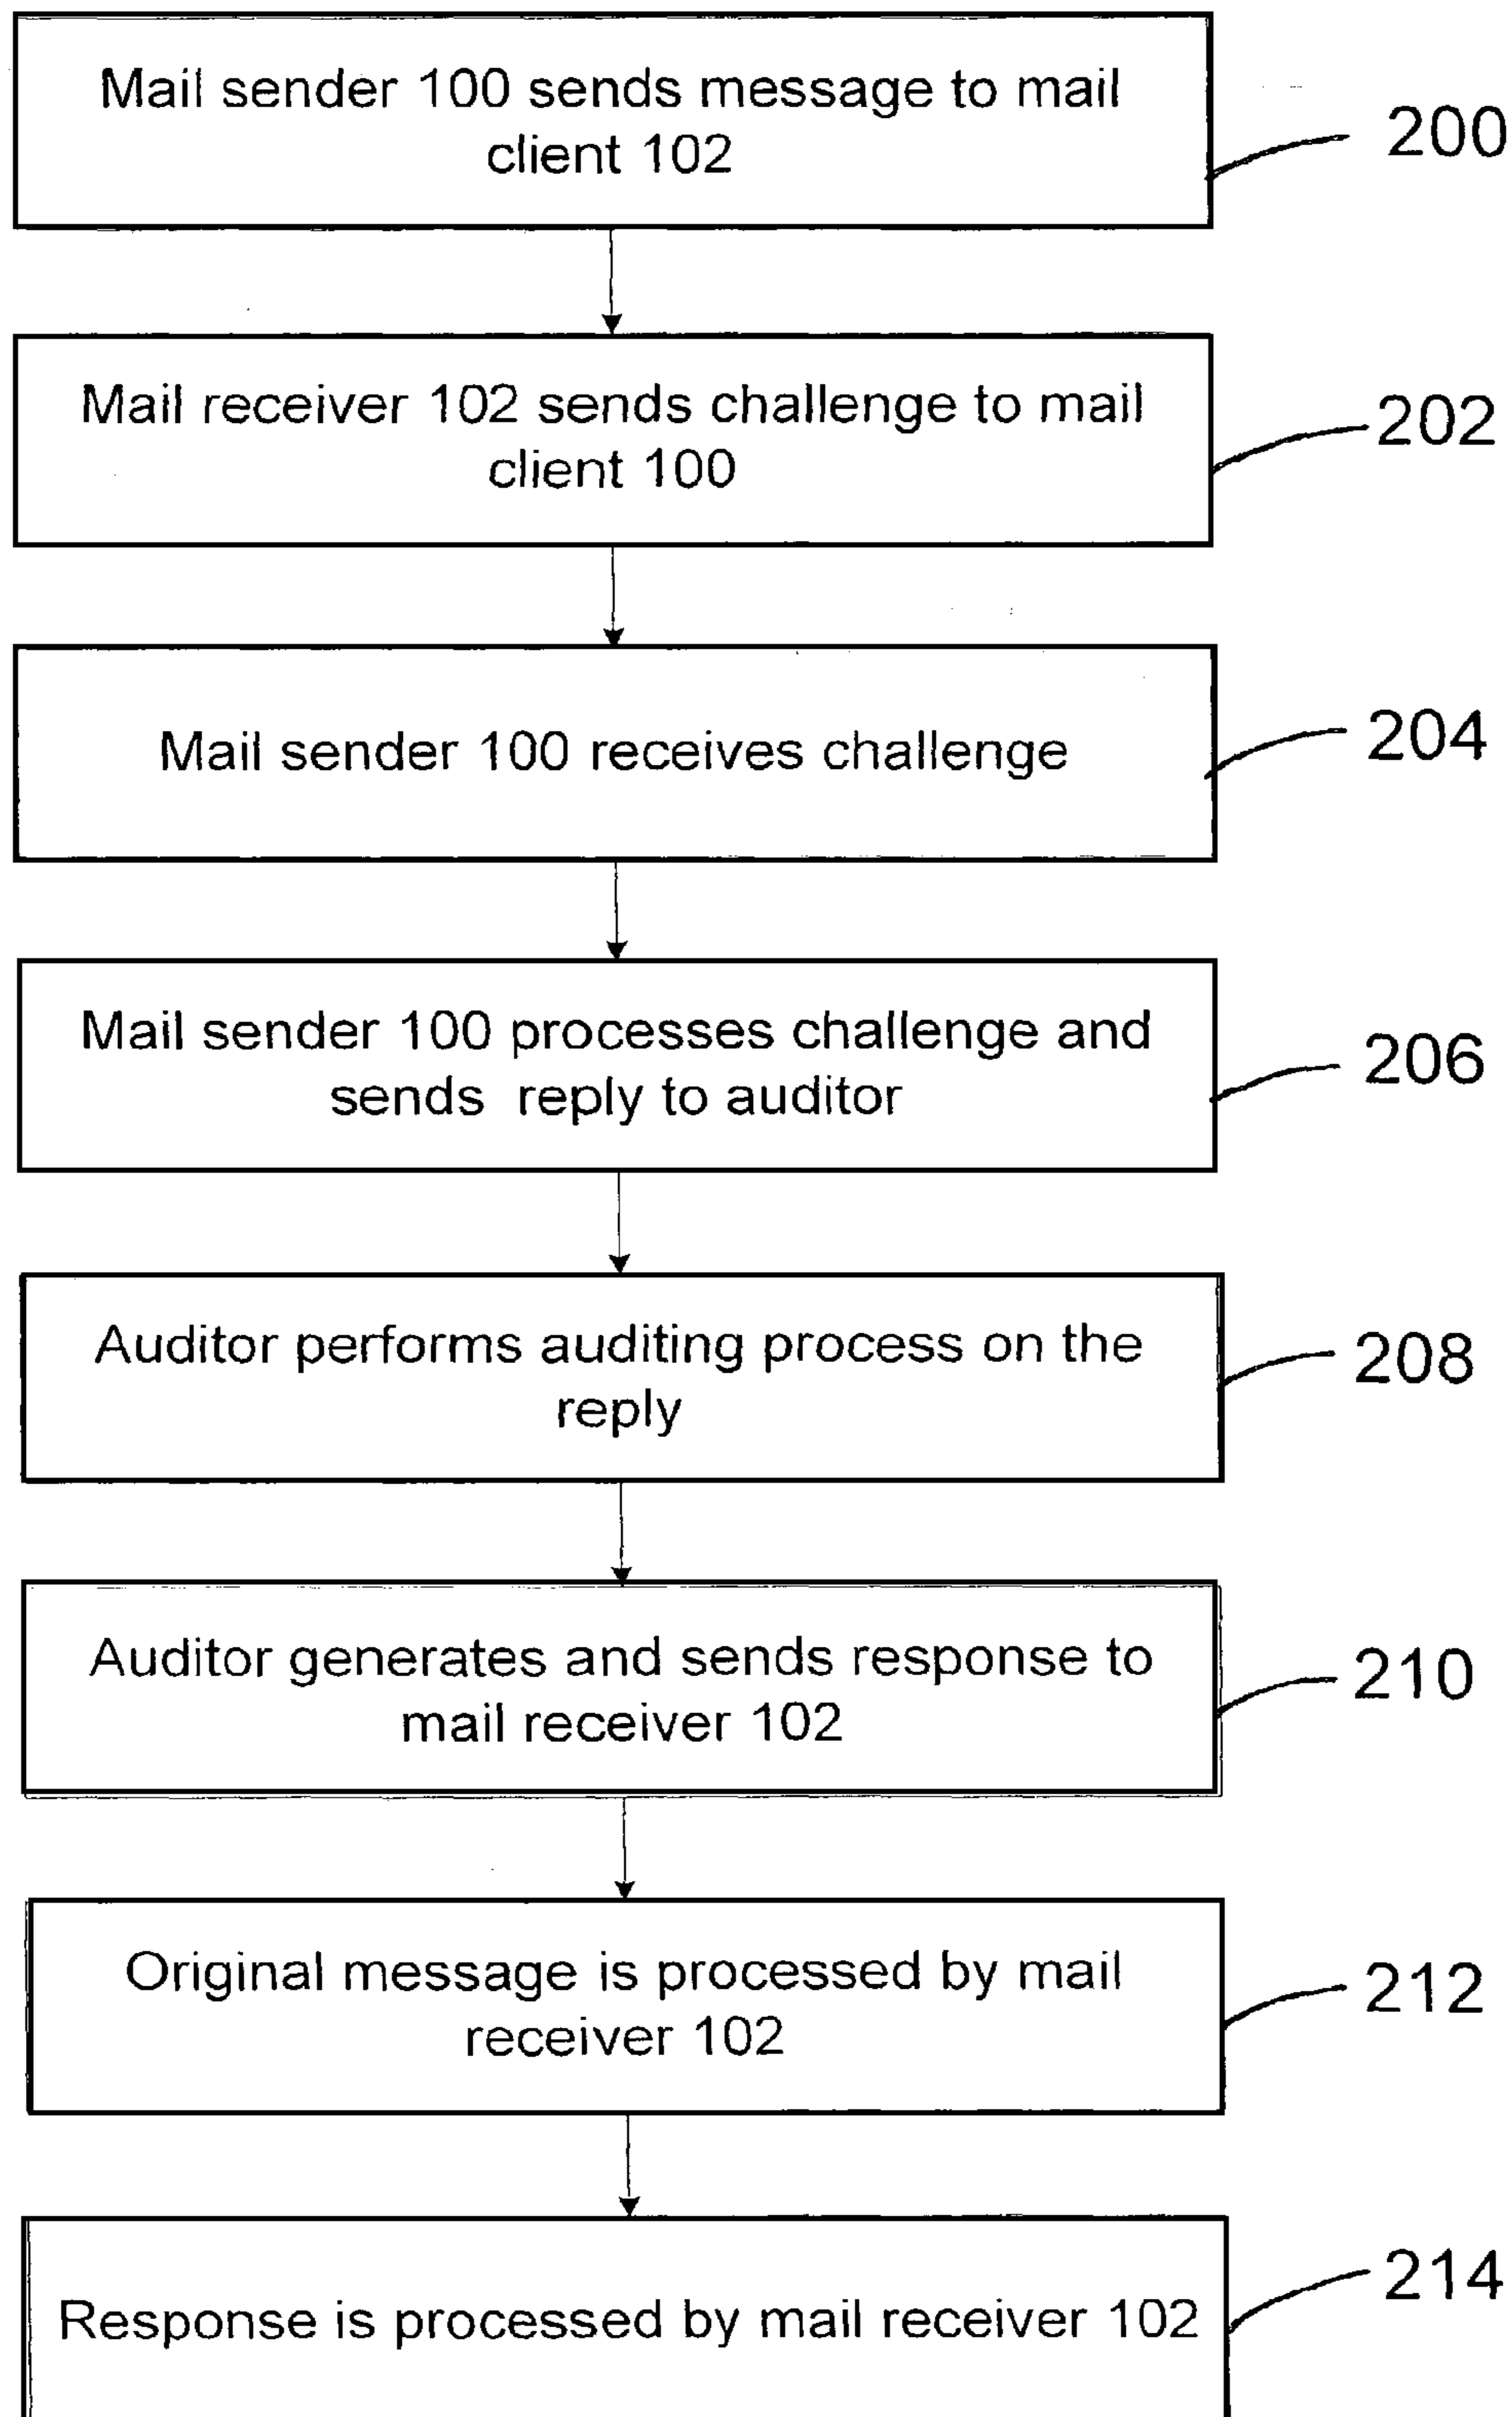 Mail sender 100 sends message to mail
client 102
200
Mail receiver 102 sends challenge to mail
client 100
202
Mail sender 100 receives challenge
204
Mail sender 100 processes challenge and
sends reply to auditor
206
Auditor performs auditing process on the
reply
208
Auditor generates and sends response to
mail receiver 102
210
Original message is processed by mail
receiver 102
212
Response is processed by mail receiver 102
214